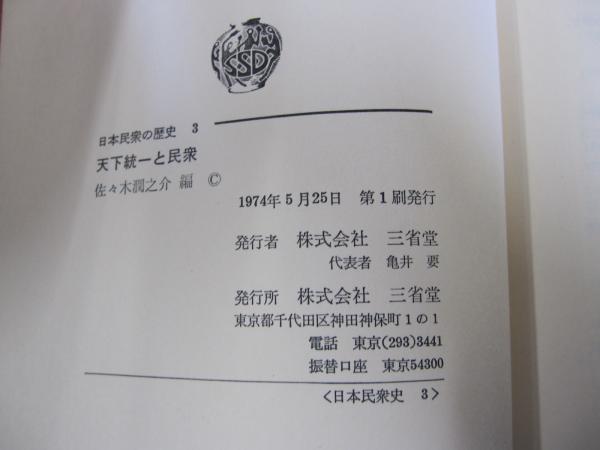 SSD
日本民衆の歴史 3
天下統一と民衆
佐々木潤之介 編 ©
1974年5月25日 第1刷発行
発行者 株式会社 三省堂
代表者 亀井 要
発行所 株式会社 三省堂
東京都千代田区神田神保町1の1
電話 東京(293)3441
振替口座 東京54300
〈日本民衆史 3〉